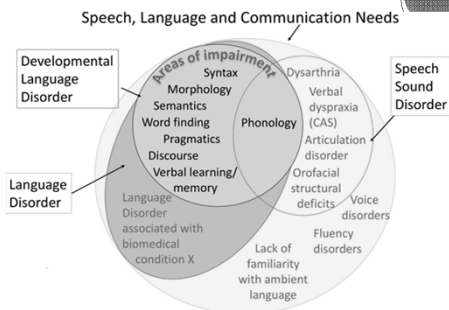 Speech, Language and Communication Needs
Developmental
Language
Disorder
Areas of impairment
Syntax
Morphology
Semantics
Word finding
Pragmatics
Discourse
Verbal learning/
memory
Phonology
Dysarthria
Verbal
dyspraxia
(CAS)
Articulation
disorder
Orofacial
structural
deficits
Speech
Sound
Disorder
Language
Disorder
Language
Disorder
associated with
biomedical
condition X
Voice
disorders
Fluency
disorders
Lack of
familiarity
with ambient
language